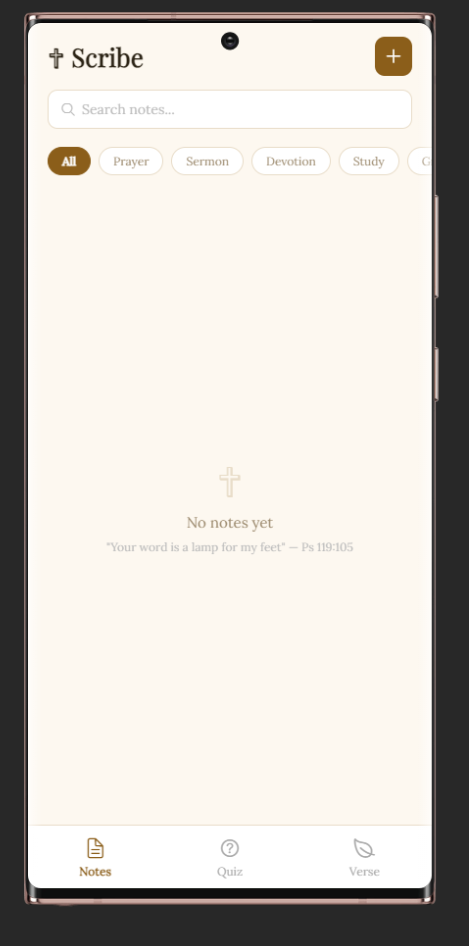 ✝ Scribe
Search notes...
All Prayer Sermon Devotion Study
No notes yet
"Your word is a lamp for my feet" — Ps 119:105
Notes Quiz Verse